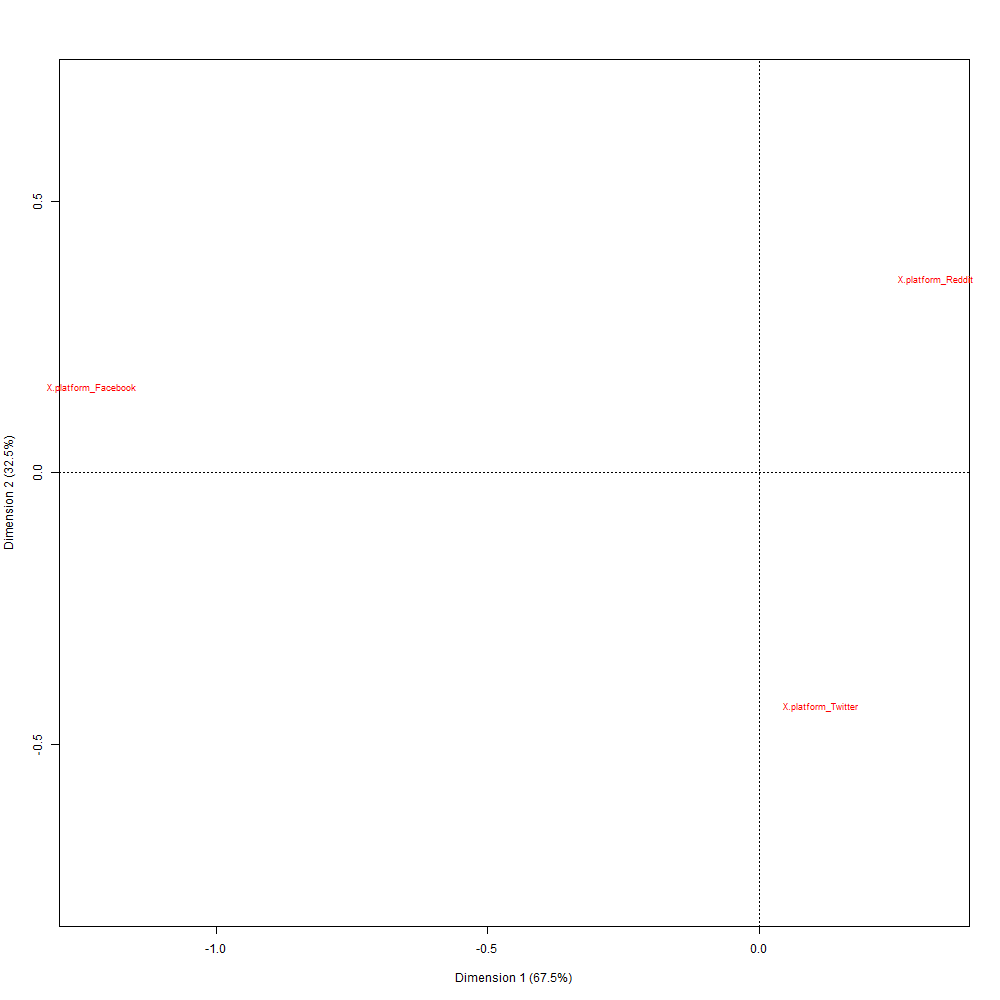 0.5
X.platform_Reddit
X.platform_Facebook
Dimension 2 (32.5%)
0.0
X.platform_Twitter
-0.5
-1.0
-0.5
0.0
Dimension 1 (67.5%)